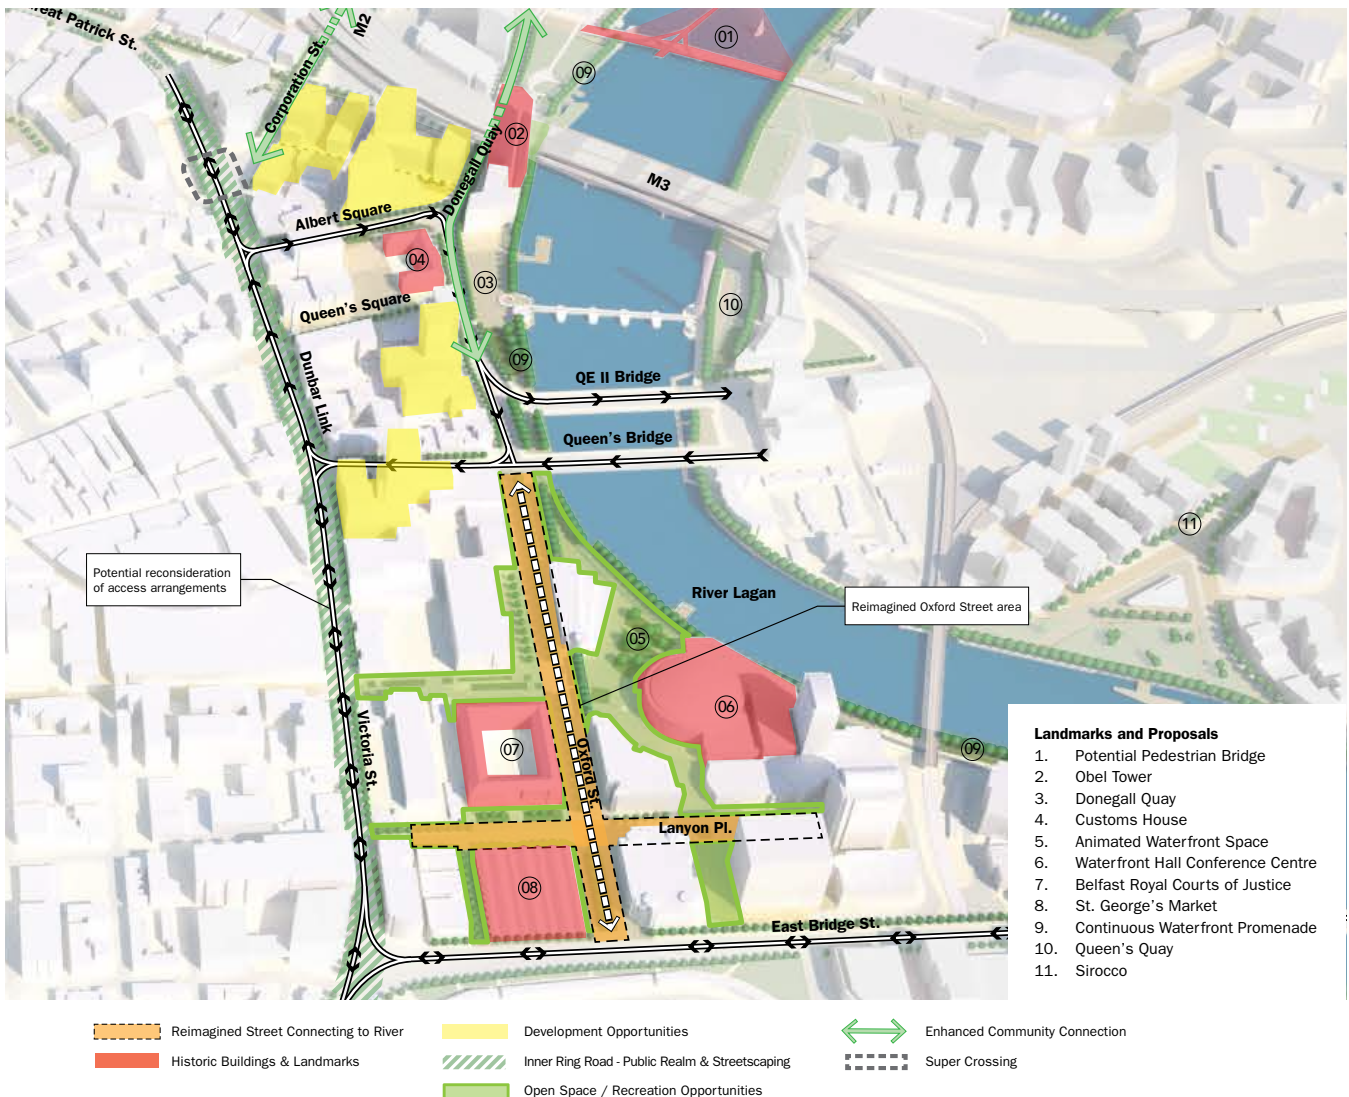 reat Patrick St.
Corporation St.
M2
01
09
02
Donegall Quay
M3
Albert Square
04
03
10
Queen's Square
Dunbar Link
09
QE II Bridge
Queen's Bridge
11
Potential reconsideration
of access arrangements
River Lagan
Reimagined Oxford Street area
05
06
07
Oxford St.
Victoria St.
09
Lanyon Pl.
08
East Bridge St.
Landmarks and Proposals
1. Potential Pedestrian Bridge
2. Obel Tower
3. Donegall Quay
4. Customs House
5. Animated Waterfront Space
6. Waterfront Hall Conference Centre
7. Belfast Royal Courts of Justice
8. St. George's Market
9. Continuous Waterfront Promenade
10. Queen's Quay
11. Sirocco
Reimagined Street Connecting to River
Development Opportunities
Enhanced Community Connection
Historic Buildings & Landmarks
Inner Ring Road - Public Realm & Streetscaping
Super Crossing
Open Space / Recreation Opportunities